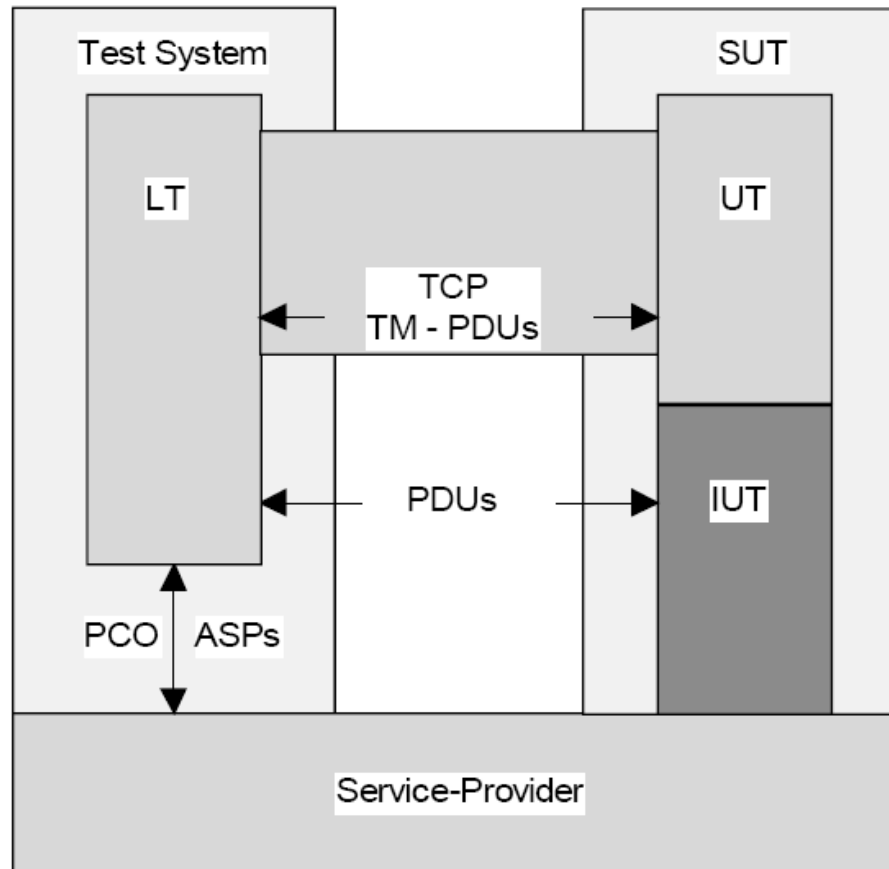 Test System
SUT
LT
UT
TCP
TM - PDUs
PDUs
IUT
PCO
ASPs
Service-Provider